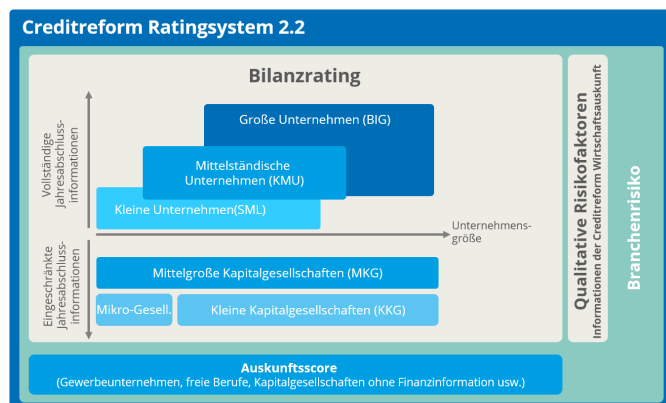 Creditreform Ratingsystem 2.2
Bilanzrating
Vollständige
Jahresabschluss-
informationen
Große Unternehmen (BIG)
Mittelständische
Unternehmen (KMU)
Kleine Unternehmen(SML)
Unternehmens-
größe
Eingeschränkte
Jahresabschluss-
informationen
Mittelgroße Kapitalgesellschaften (MKG)
Mikro-Gesell.
Kleine Kapitalgesellschaften (KKG)
Qualitative Risikofaktoren
Informationen der Creditreform Wirtschaftsauskunft
Branchenrisiko
Auskunftsscore
(Gewerbeunternehmen, freie Berufe, Kapitalgesellschaften ohne Finanzinformation usw.)